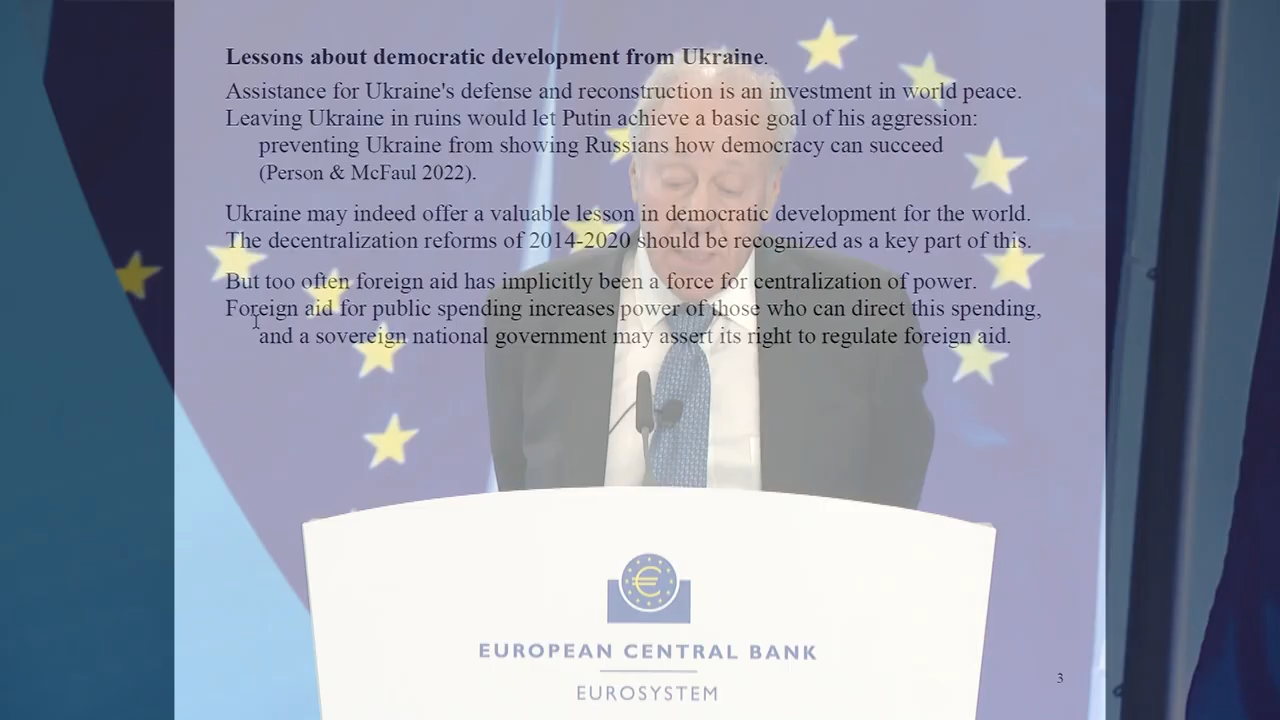 Lessons about democratic development from Ukraine.
Assistance for Ukraine's defense and reconstruction is an investment in world peace.
Leaving Ukraine in ruins would let Putin achieve a basic goal of his aggression:
preventing Ukraine from showing Russians how democracy can succeed
(Person & McFaul 2022).
Ukraine may indeed offer a valuable lesson in democratic development for the world.
The decentralization reforms of 2014-2020 should be recognized as a key part of this.
But too often foreign aid has implicitly been a force for centralization of power.
Foreign aid for public spending increases power of those who can direct this spending,
and a sovereign national government may assert its right to regulate foreign aid.
€
EUROPEAN CENTRAL BANK
EUROSYSTEM
3